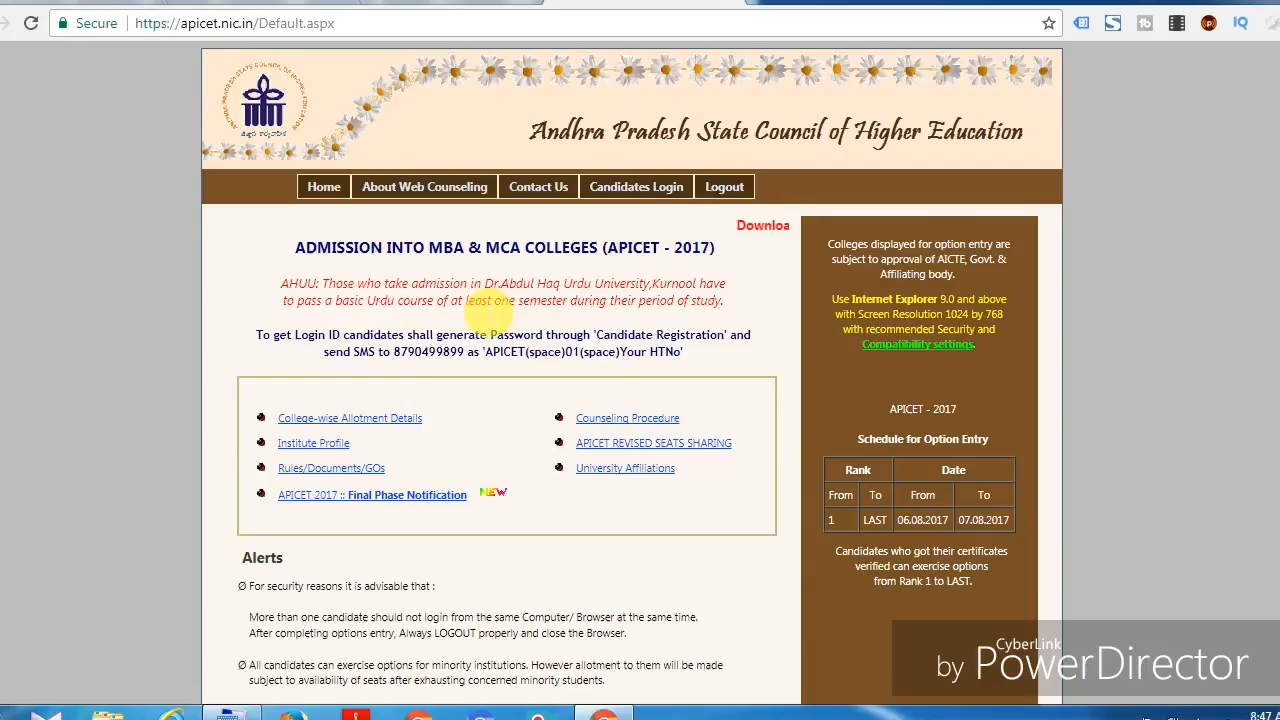 Secure https://apicet.nic.in/Default.aspx
Andhra Pradesh State Council of Higher Education
Home About Web Counseling Contact Us Candidates Login Logout
Downloa
ADMISSION INTO MBA & MCA COLLEGES (APICET - 2017)
AHUU: Those who take admission in Dr.Abdul Haq Urdu University,Kurnool have
to pass a basic Urdu course of at least one semester during their period of study.
To get Login ID candidates shall generate Password through 'Candidate Registration' and
send SMS to 8790499899 as 'APICET(space)01(space)Your HTNo'
College-wise Allotment Details
Institute Profile
Rules/Documents/GOs
APICET 2017 :: Final Phase Notification NEW
Counseling Procedure
APICET REVISED SEATS SHARING
University Affiliations
Alerts
Ø For security reasons it is advisable that :
More than one candidate should not login from the same Computer/ Browser at the same time.
After completing options entry, Always LOGOUT properly and close the Browser.
Ø All candidates can exercise options for minority institutions. However allotment to them will be made
subject to availability of seats after exhausting concerned minority students.
Colleges displayed for option entry are
subject to approval of AICTE, Govt. &
Affiliating body.
Use Internet Explorer 9.0 and above
with Screen Resolution 1024 by 768
with recommended Security and
Compatibility settings.
APICET - 2017
Schedule for Option Entry
Rank Date
From To From To
1 LAST 06.08.2017 07.08.2017
Candidates who got their certificates
verified can exercise options
from Rank 1 to LAST.
CyberLink
by PowerDirector
8:47